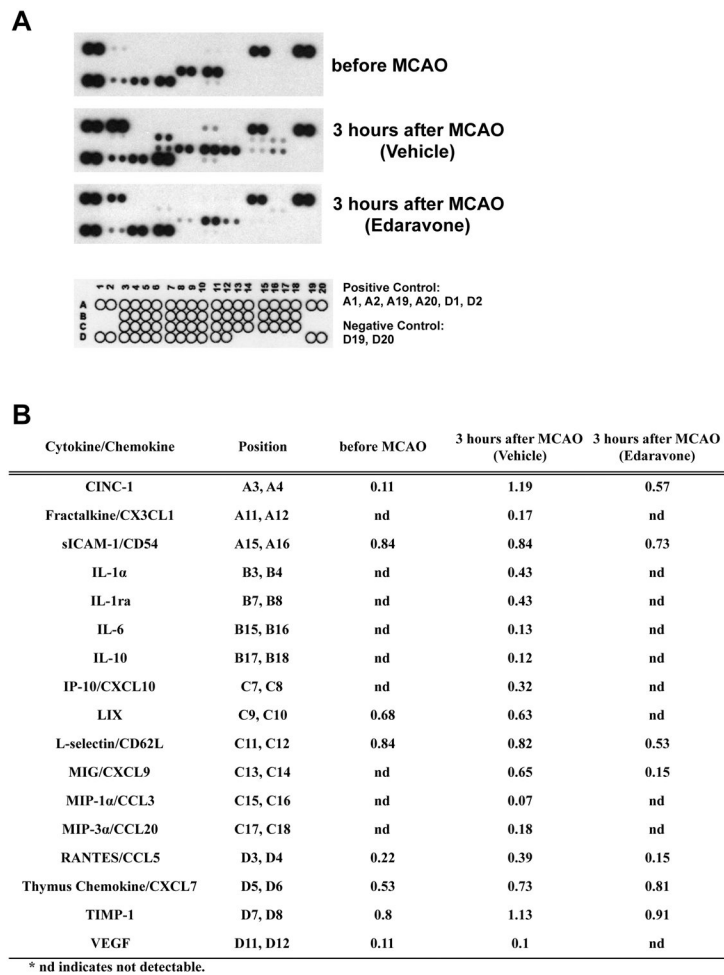 A
before MCAO
3 hours after MCAO
(Vehicle)
3 hours after MCAO
(Edaravone)
1 2 3 4 5 6 7 8 9 10 11 12 13 14 15 16 17 18 19 20
A
B
C
D
Positive Control:
A1, A2, A19, A20, D1, D2
Negative Control:
D19, D20
B
Cytokine/Chemokine Position before MCAO 3 hours after MCAO (Vehicle) 3 hours after MCAO (Edaravone)
CINC-1 A3, A4 0.11 1.19 0.57
Fractalkine/CX3CL1 A11, A12 nd 0.17 nd
sICAM-1/CD54 A15, A16 0.84 0.84 0.73
IL-1α B3, B4 nd 0.43 nd
IL-1ra B7, B8 nd 0.43 nd
IL-6 B15, B16 nd 0.13 nd
IL-10 B17, B18 nd 0.12 nd
IP-10/CXCL10 C7, C8 nd 0.32 nd
LIX C9, C10 0.68 0.63 nd
L-selectin/CD62L C11, C12 0.84 0.82 0.53
MIG/CXCL9 C13, C14 nd 0.65 0.15
MIP-1α/CCL3 C15, C16 nd 0.07 nd
MIP-3α/CCL20 C17, C18 nd 0.18 nd
RANTES/CCL5 D3, D4 0.22 0.39 0.15
Thymus Chemokine/CXCL7 D5, D6 0.53 0.73 0.81
TIMP-1 D7, D8 0.8 1.13 0.91
VEGF D11, D12 0.11 0.1 nd
* nd indicates not detectable.